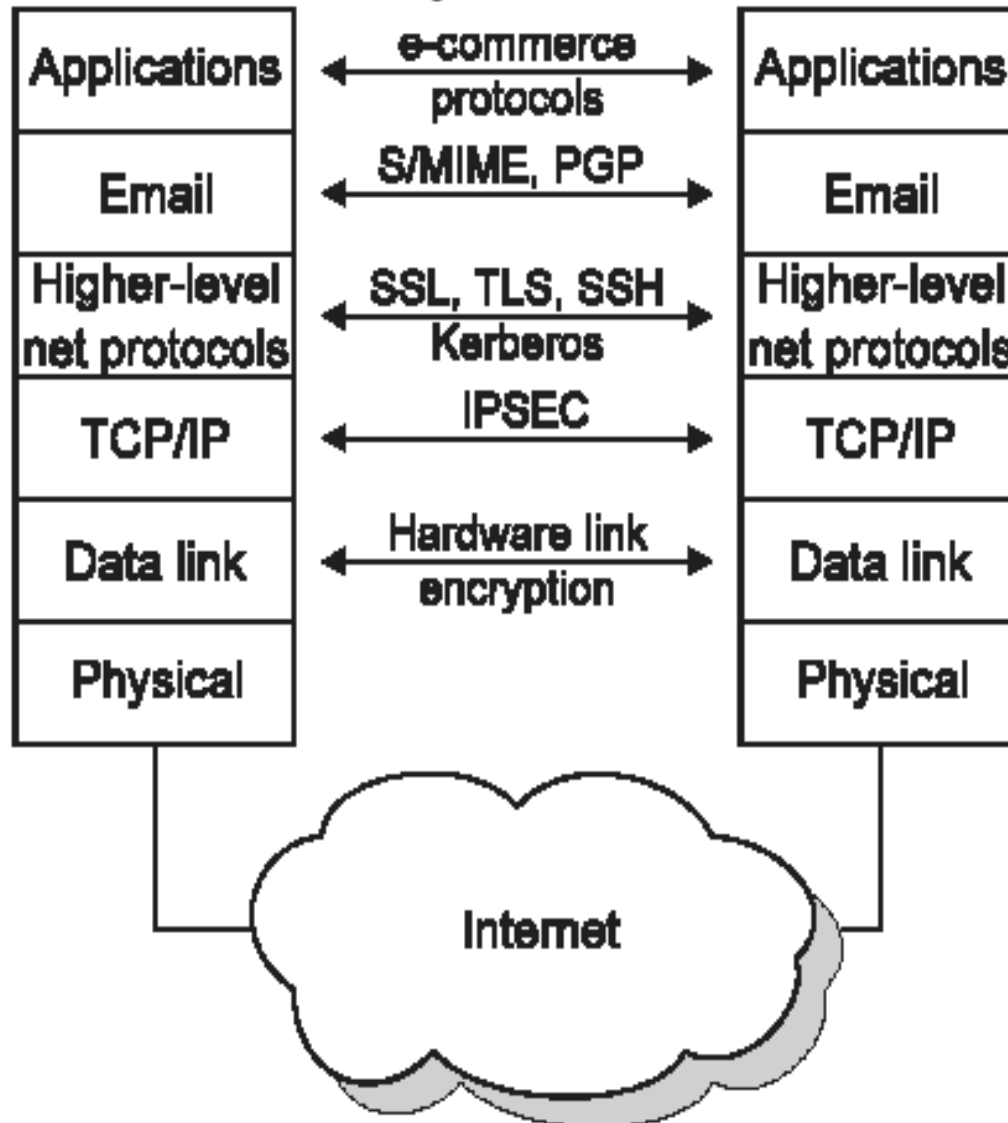 Applications
e-commerce
protocols
Applications
Email
S/MIME, PGP
Email
Higher-level
net protocols
SSL, TLS, SSH
Kerberos
Higher-level
net protocols
TCP/IP
IPSEC
TCP/IP
Data link
Hardware link
encryption
Data link
Physical
Physical
Internet